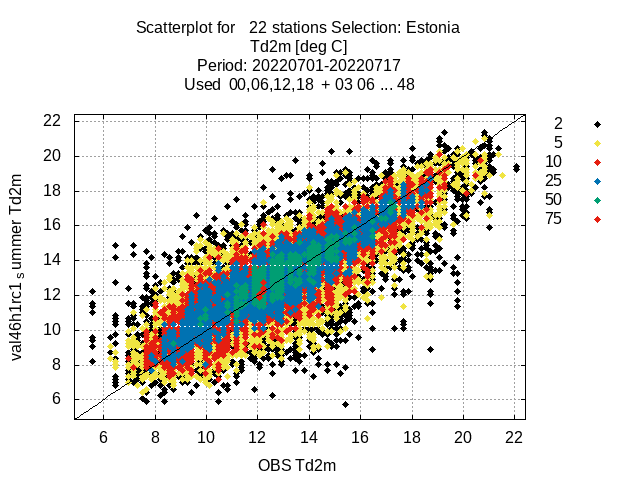 Scatterplot for 22 stations Selection: Estonia
Td2m [deg C]
Period: 20220701-20220717
Used 00,06,12,18 + 03 06 ... 48
22
20
18
16
14
12
10
8
6
val46h1rc1 s ummer Td2m
2
5
10
25
50
75
6 8 10 12 14 16 18 20 22
OBS Td2m